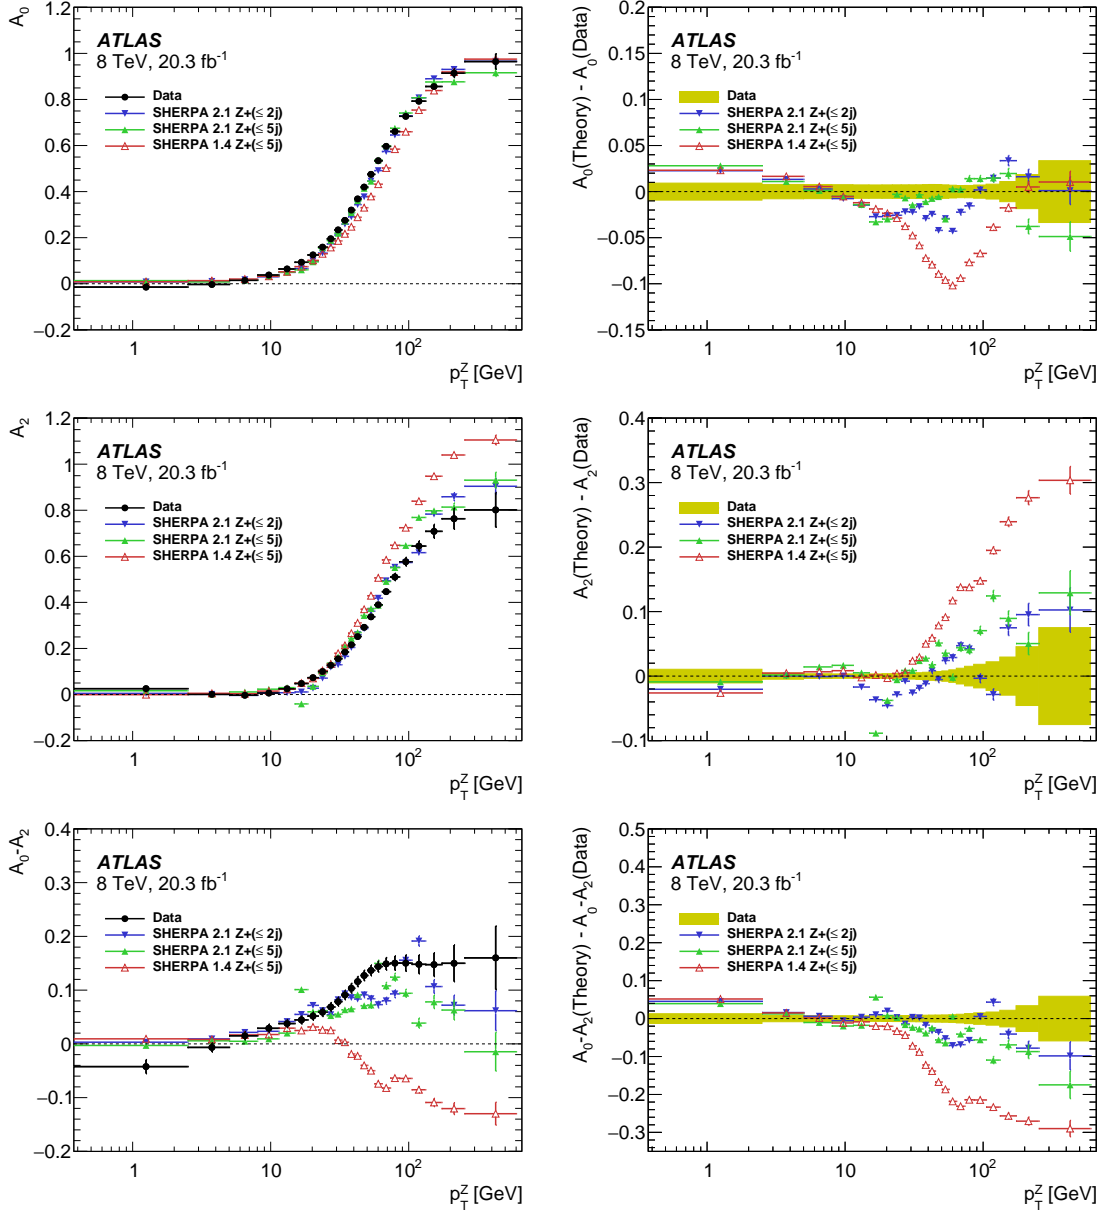 A0
1.2
1
0.8
0.6
0.4
0.2
0
−0.2
ATLAS
8 TeV, 20.3 fb-1
Data
SHERPA 2.1 Z+(≤ 2j)
SHERPA 2.1 Z+(≤ 5j)
SHERPA 1.4 Z+(≤ 5j)
1 10 10²
pTZ [GeV]
A0(Theory) - A0(Data)
0.2
0.15
0.1
0.05
0
−0.05
−0.1
−0.15
ATLAS
8 TeV, 20.3 fb-1
Data
SHERPA 2.1 Z+(≤ 2j)
SHERPA 2.1 Z+(≤ 5j)
SHERPA 1.4 Z+(≤ 5j)
1 10 10²
pTZ [GeV]
A2
1.2
1
0.8
0.6
0.4
0.2
0
−0.2
ATLAS
8 TeV, 20.3 fb-1
Data
SHERPA 2.1 Z+(≤ 2j)
SHERPA 2.1 Z+(≤ 5j)
SHERPA 1.4 Z+(≤ 5j)
1 10 10²
pTZ [GeV]
A2(Theory) - A2(Data)
0.4
0.3
0.2
0.1
0
−0.1
ATLAS
8 TeV, 20.3 fb-1
Data
SHERPA 2.1 Z+(≤ 2j)
SHERPA 2.1 Z+(≤ 5j)
SHERPA 1.4 Z+(≤ 5j)
1 10 10²
pTZ [GeV]
A0-A2
0.4
0.3
0.2
0.1
0
−0.1
−0.2
ATLAS
8 TeV, 20.3 fb-1
Data
SHERPA 2.1 Z+(≤ 2j)
SHERPA 2.1 Z+(≤ 5j)
SHERPA 1.4 Z+(≤ 5j)
1 10 10²
pTZ [GeV]
A0-A2(Theory) - A0-A2(Data)
0.5
0.4
0.3
0.2
0.1
0
−0.1
−0.2
−0.3
ATLAS
8 TeV, 20.3 fb-1
Data
SHERPA 2.1 Z+(≤ 2j)
SHERPA 2.1 Z+(≤ 5j)
SHERPA 1.4 Z+(≤ 5j)
1 10 10²
pTZ [GeV]